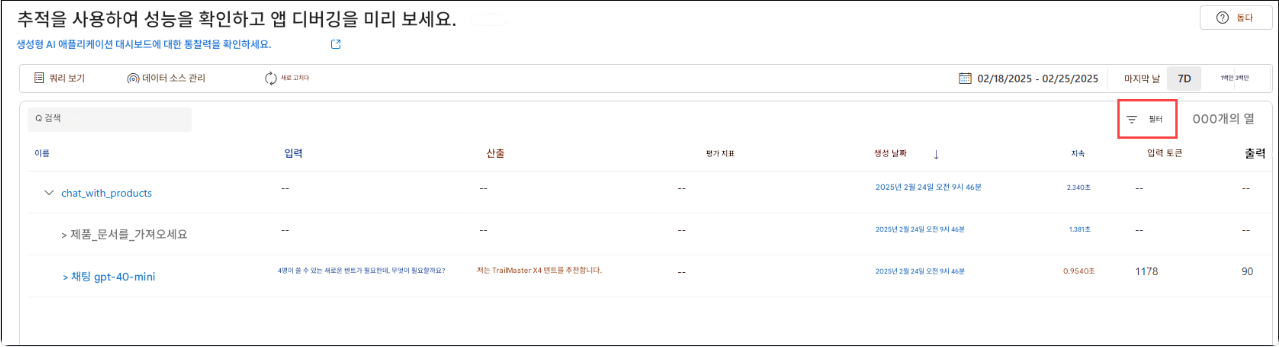 추적을 사용하여 성능을 확인하고 앱 디버깅을 미리 보세요.
돕다
생성형 AI 애플리케이션 대시보드에 대한 통찰력을 확인하세요.
쿼리 보기 데이터 소스 관리 새로 고치다 02/18/2025 - 02/25/2025 마지막 날 7D 1백만 3백만
검색 필터 000개의 열
이름 입력 산출 평가 지표 생성 날짜 ↓ 지속 입력 토큰 출력
chat_with_products -- -- -- 2025년 2월 24일 오전 9시 46분 2.340초 -- --
> 제품_문서를_가져오세요 -- -- -- 2025년 2월 24일 오전 9시 46분 1.381초 -- --
> 채팅 gpt-40-mini 4명이 쓸 수 있는 새로운 텐트가 필요한데, 무엇이 필요할까요? 저는 TrailMaster X4 텐트를 추천합니다. -- 2025년 2월 24일 오전 9시 46분 0.9540초 1178 90